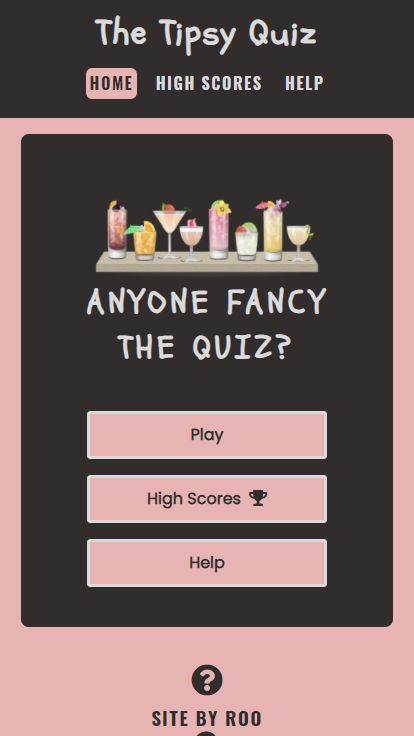 The Tipsy Quiz
HOME HIGH SCORES HELP
ANYONE FANCY
THE QUIZ?
Play
High Scores
Help
?
SITE BY ROO